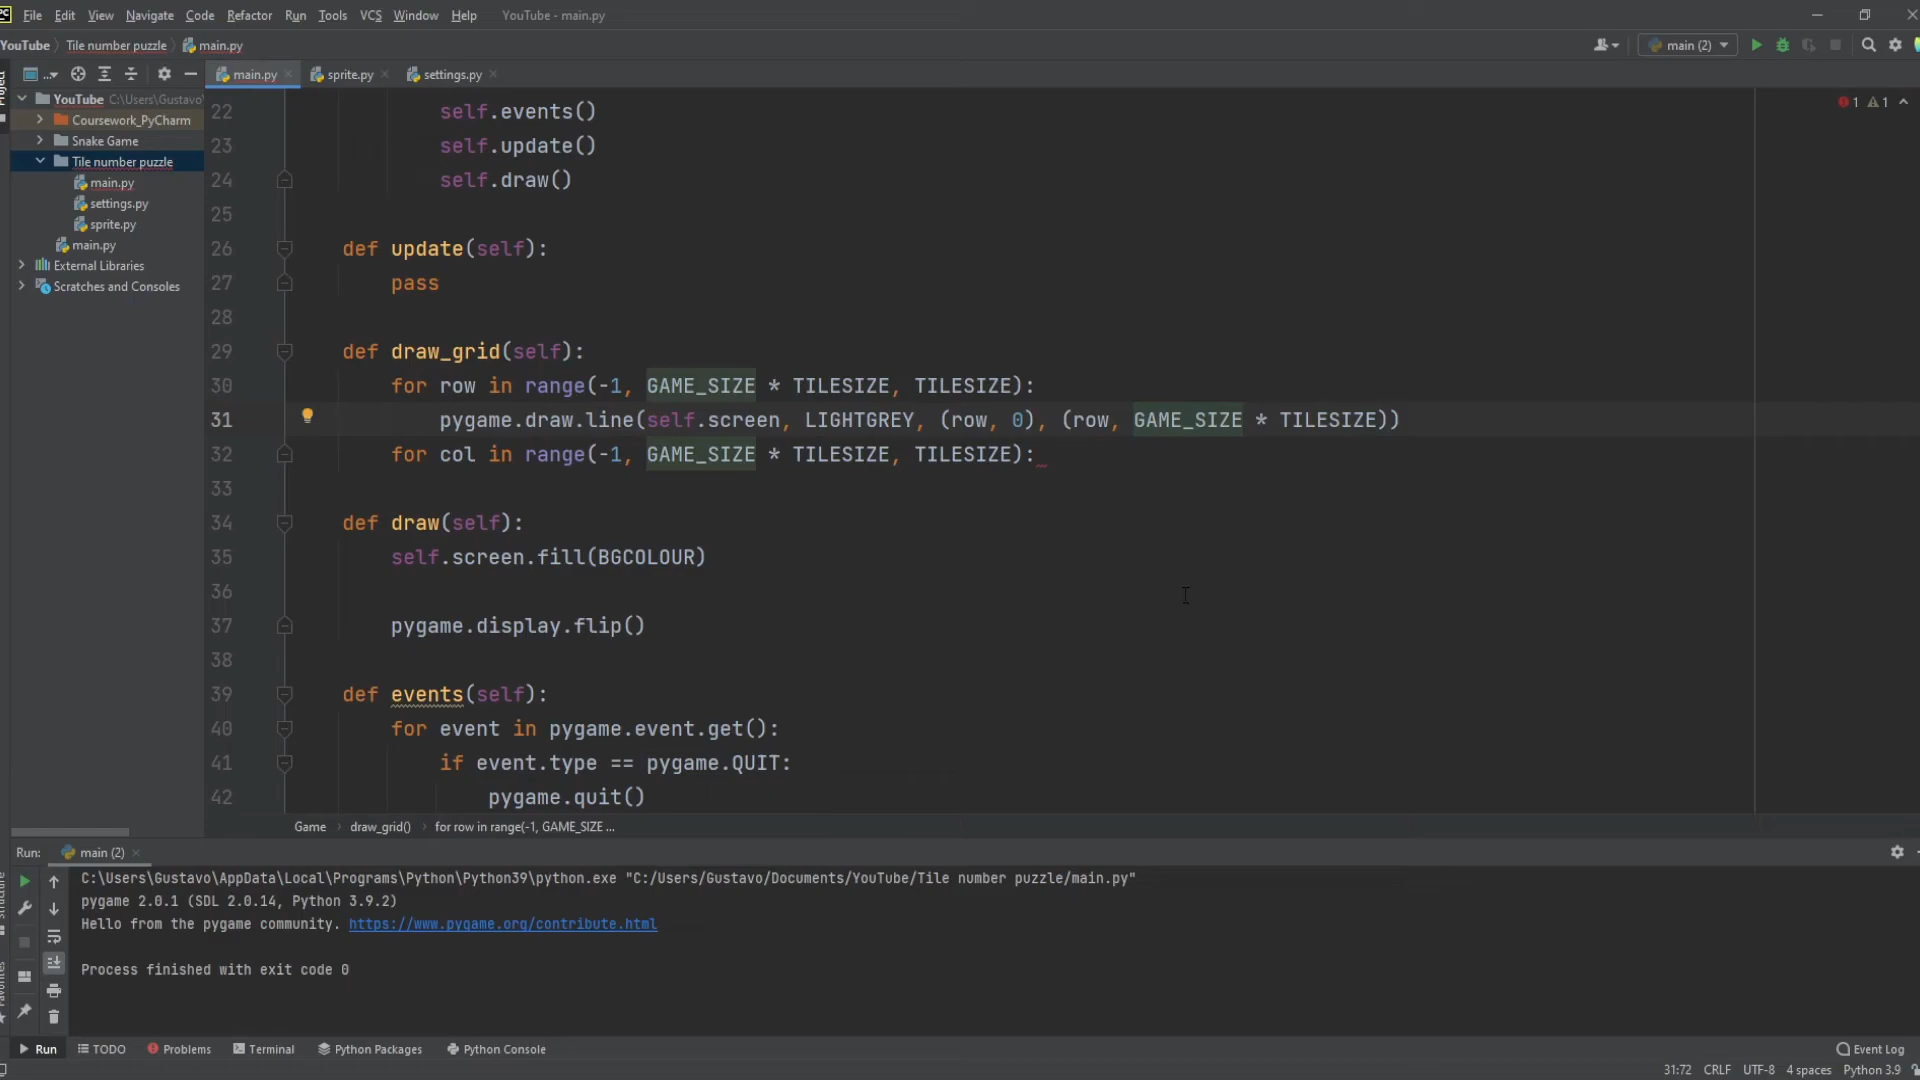 PC File Edit View Navigate Code Refactor Run Tools VCS Window Help YouTube - main.py
YouTube Tile number puzzle main.py main (2)
Project ... main.py sprite.py settings.py
YouTube C:\Users\Gustavo\
Coursework_PyCharm
Snake Game
Tile number puzzle
main.py
settings.py
sprite.py
main.py
External Libraries
Scratches and Consoles
1 1
22 self.events()
23 self.update()
24 self.draw()
25
26 def update(self):
27 pass
28
29 def draw_grid(self):
30 for row in range(-1, GAME_SIZE * TILESIZE, TILESIZE):
31 pygame.draw.line(self.screen, LIGHTGREY, (row, 0), (row, GAME_SIZE * TILESIZE))
32 for col in range(-1, GAME_SIZE * TILESIZE, TILESIZE):
33
34 def draw(self):
35 self.screen.fill(BGCOLOUR)
36
37 pygame.display.flip()
38
39 def events(self):
40 for event in pygame.event.get():
41 if event.type == pygame.QUIT:
42 pygame.quit()
Game draw_grid() for row in range(-1, GAME_SIZE ...
Run: main (2)
C:\Users\Gustavo\AppData\Local\Programs\Python\Python39\python.exe "C:/Users/Gustavo/Documents/YouTube/Tile number puzzle/main.py"
pygame 2.0.1 (SDL 2.0.14, Python 3.9.2)
Hello from the pygame community. https://www.pygame.org/contribute.html
Process finished with exit code 0
Structure
Favorites
Run TODO Problems Terminal Python Packages Python Console Event Log
31:72 CRLF UTF-8 4 spaces Python 3.9